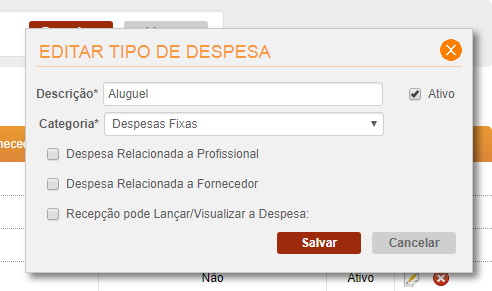 EDITAR TIPO DE DESPESA
Descrição* Aluguel Ativo
Categoria* Despesas Fixas
Despesa Relacionada a Profissional
Despesa Relacionada a Fornecedor
Recepção pode Lançar/Visualizar a Despesa:
Salvar Cancelar
Não Ativo